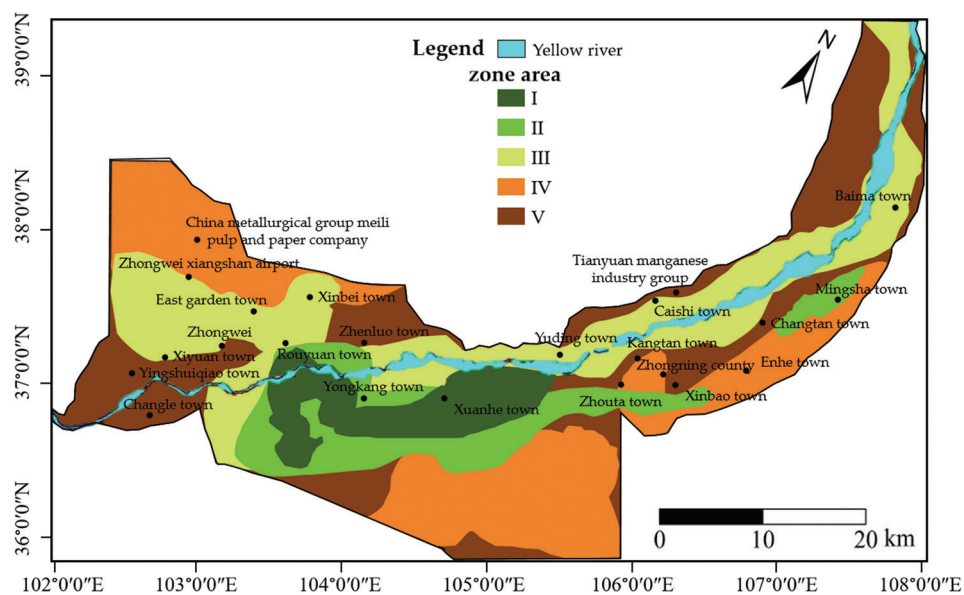 Legend
Yellow river
zone area
I
II
III
IV
V
N
39°0′0″N
38°0′0″N
37°0′0″N
36°0′0″N
China metallurgical group meili
pulp and paper company
Zhongwei xiangshan airport
East garden town
Xinbei town
Zhongwei
Xiyuan town
Rouyuan town
Zhenluo town
Yingshuiqiao town
Changle town
Yongkang town
Xuanhe town
Yuding town
Tianyuan manganese
industry group
Caishi town
Baima town
Mingsha town
Changtan town
Kangtan town
Zhongning county
Enhe town
Zhouta town
Xinbao town
0
10
20 km
102°0′0″E
103°0′0″E
104°0′0″E
105°0′0″E
106°0′0″E
107°0′0″E
108°0′0″E